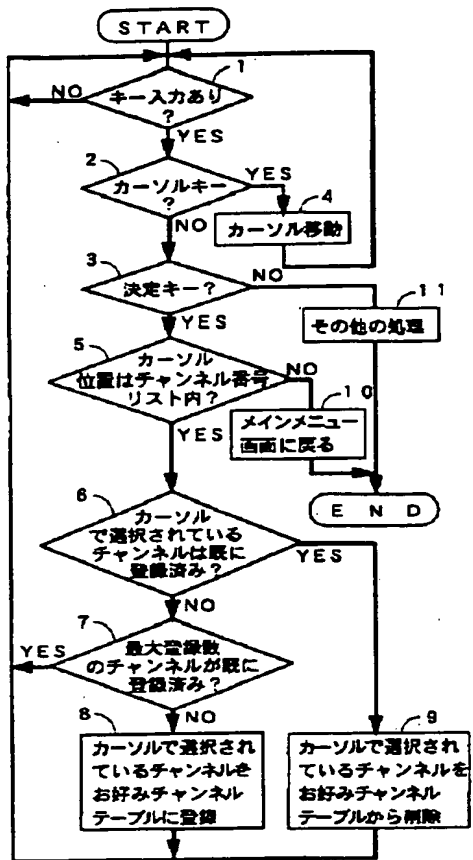 START
1
キー入力あり
?
NO
YES
2
カーソルキー
?
YES
4
カーソル移動
NO
3
決定キー?
NO
11
その他の処理
YES
5
カーソル
位置はチャンネル番号
リスト内?
NO
10
メインメニュー
画面に戻る
YES
END
6
カーソル
で選択されている
チャンネルは既に
登録済み?
YES
NO
7
最大登録数
のチャンネルが既に
登録済み?
YES
NO
8
カーソルで選択され
ているチャンネルを
お好みチャンネル
テーブルに登録
9
カーソルで選択され
ているチャンネルを
お好みチャンネル
テーブルから削除